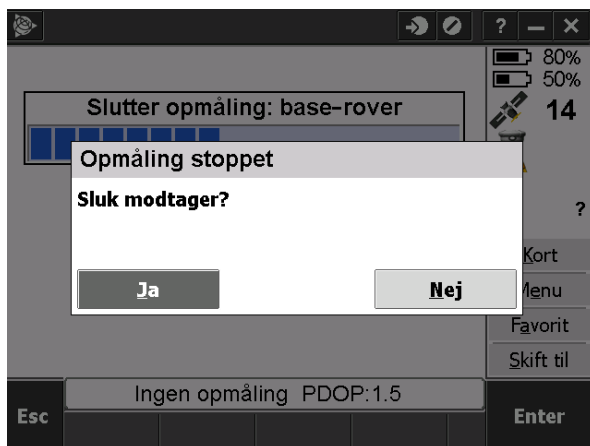 ?
80%
50%
14
Slutter opmåling: base-rover
Opmåling stoppet
Sluk modtager?
?
Ja
Nej
Kort
Menu
Favorit
Skift til
Ingen opmåling PDOP:1.5
Esc
Enter